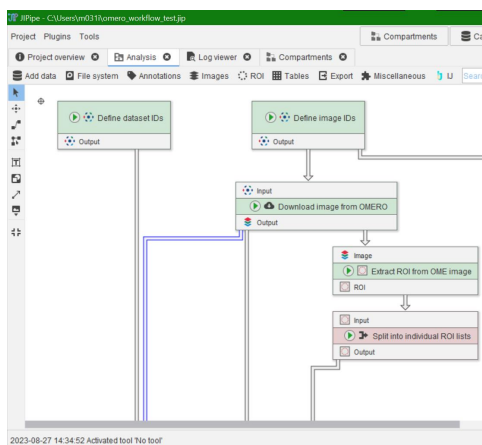 JIPipe - C:\Users\m031i\omero_workflow_test.jip
Project Plugins Tools
Compartments
Project overview Analysis Log viewer Compartments
Add data File system Annotations Images ROI Tables Export Miscellaneous IJ
Define dataset IDs Define image IDs
Output Output
Input
Download image from OMERO
Output
Image
Extract ROI from OME image
ROI
Input
Split into individual ROI lists
Output
2023-08-27 14:34:52 Activated tool 'No tool'